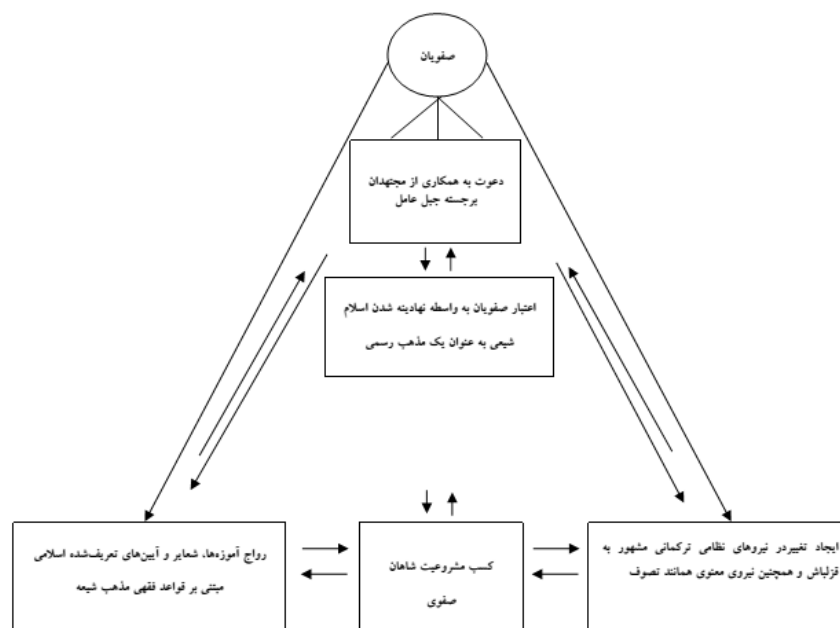 صفویان
دعوت به همکاری از مجتهدان
برجسته جبل عامل
اعتبار صفویان به واسطه نهادینه شدن اسلام
شیعی به عنوان یک مذهب رسمی
رواج آموزه‌ها، شعایر و آیین‌های تعریف‌شده اسلامی
مبتنی بر قواعد فقهی مذهب شیعه
کسب مشروعیت شاهان
صفوی
ایجاد تغییردر نیروهای نظامی ترکمانی مشهور به
قزلباش و همچنین نیروی معنوی همانند تصوف